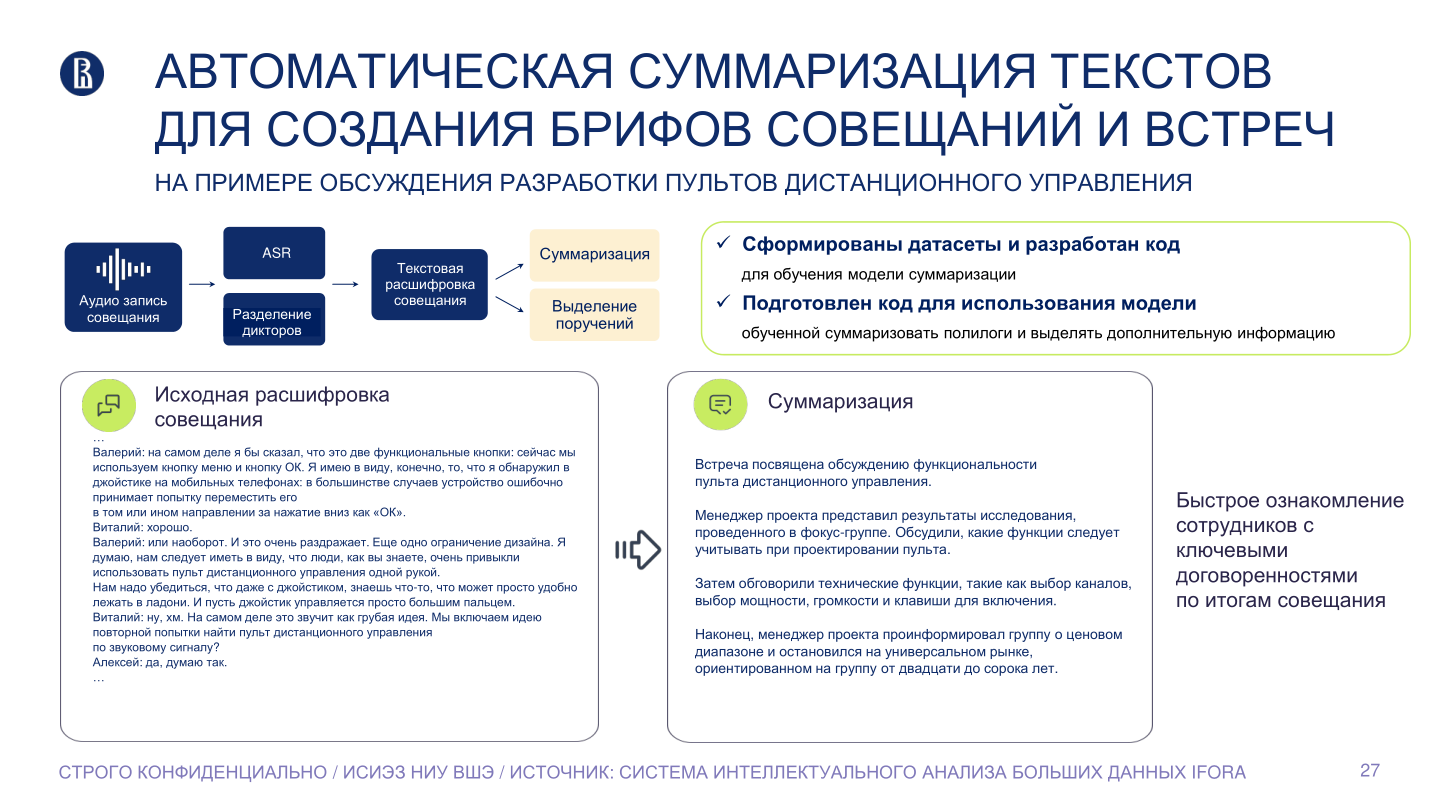 АВТОМАТИЧЕСКАЯ СУММАРИЗАЦИЯ ТЕКСТОВ
ДЛЯ СОЗДАНИЯ БРИФОВ СОВЕЩАНИЙ И ВСТРЕЧ
НА ПРИМЕРЕ ОБСУЖДЕНИЯ РАЗРАБОТКИ ПУЛЬТОВ ДИСТАНЦИОННОГО УПРАВЛЕНИЯ
Аудио запись
совещания
ASR
Разделение
дикторов
Текстовая
расшифровка
совещания
Суммаризация
Выделение
поручений
✓ Сформированы датасеты и разработан код
для обучения модели суммаризации
✓ Подготовлен код для использования модели
обученной суммаризовать полилоги и выделять дополнительную информацию
Исходная расшифровка
совещания
...
Валерий: на самом деле я бы сказал, что это две функциональные кнопки: сейчас мы
используем кнопку меню и кнопку ОК. Я имею в виду, конечно, то, что я обнаружил в
джойстике на мобильных телефонах: в большинстве случаев устройство ошибочно
принимает попытку переместить его
в том или ином направлении за нажатие вниз как «ОК».
Виталий: хорошо.
Валерий: или наоборот. И это очень раздражает. Еще одно ограничение дизайна. Я
думаю, нам следует иметь в виду, что люди, как вы знаете, очень привыкли
использовать пульт дистанционного управления одной рукой.
Нам надо убедиться, что даже с джойстиком, знаешь что-то, что может просто удобно
лежать в ладони. И пусть джойстик управляется просто большим пальцем.
Виталий: ну, хм. На самом деле это звучит как грубая идея. Мы включаем идею
повторной попытки найти пульт дистанционного управления
по звуковому сигналу?
Алексей: да, думаю так.
...
Суммаризация
Встреча посвящена обсуждению функциональности
пульта дистанционного управления.
Менеджер проекта представил результаты исследования,
проведенного в фокус-группе. Обсудили, какие функции следует
учитывать при проектировании пульта.
Затем обговорили технические функции, такие как выбор каналов,
выбор мощности, громкости и клавиши для включения.
Наконец, менеджер проекта проинформировал группу о ценовом
диапазоне и остановился на универсальном рынке,
ориентированном на группу от двадцати до сорока лет.
Быстрое ознакомление
сотрудников с
ключевыми
договоренностями
по итогам совещания
СТРОГО КОНФИДЕНЦИАЛЬНО / ИСИЭЗ НИУ ВШЭ / ИСТОЧНИК: СИСТЕМА ИНТЕЛЛЕКТУАЛЬНОГО АНАЛИЗА БОЛЬШИХ ДАННЫХ IFORA
27